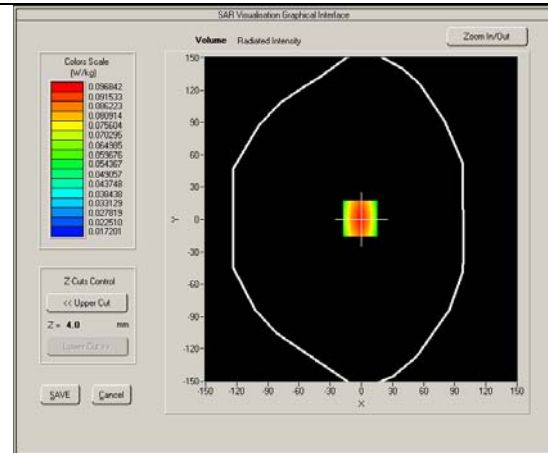 SAR Visualisation Graphical Interface
Volume Radiated Intensity
Zoom In/Out
Colors Scale
(W/kg)
0.096842
0.091533
0.086223
0.080914
0.075604
0.070295
0.064985
0.059676
0.054367
0.049057
0.043748
0.038438
0.033129
0.027819
0.022510
0.017201
Z-Cuts Control
<< Upper Cut
Z = 4.0 mm
Lower Cut >>
SAVE Cancel
150
120
90
60
30
0
-30
-60
-90
-120
-150
Y
-150 -120 -90 -60 -30 0 30 60 90 120 150
X